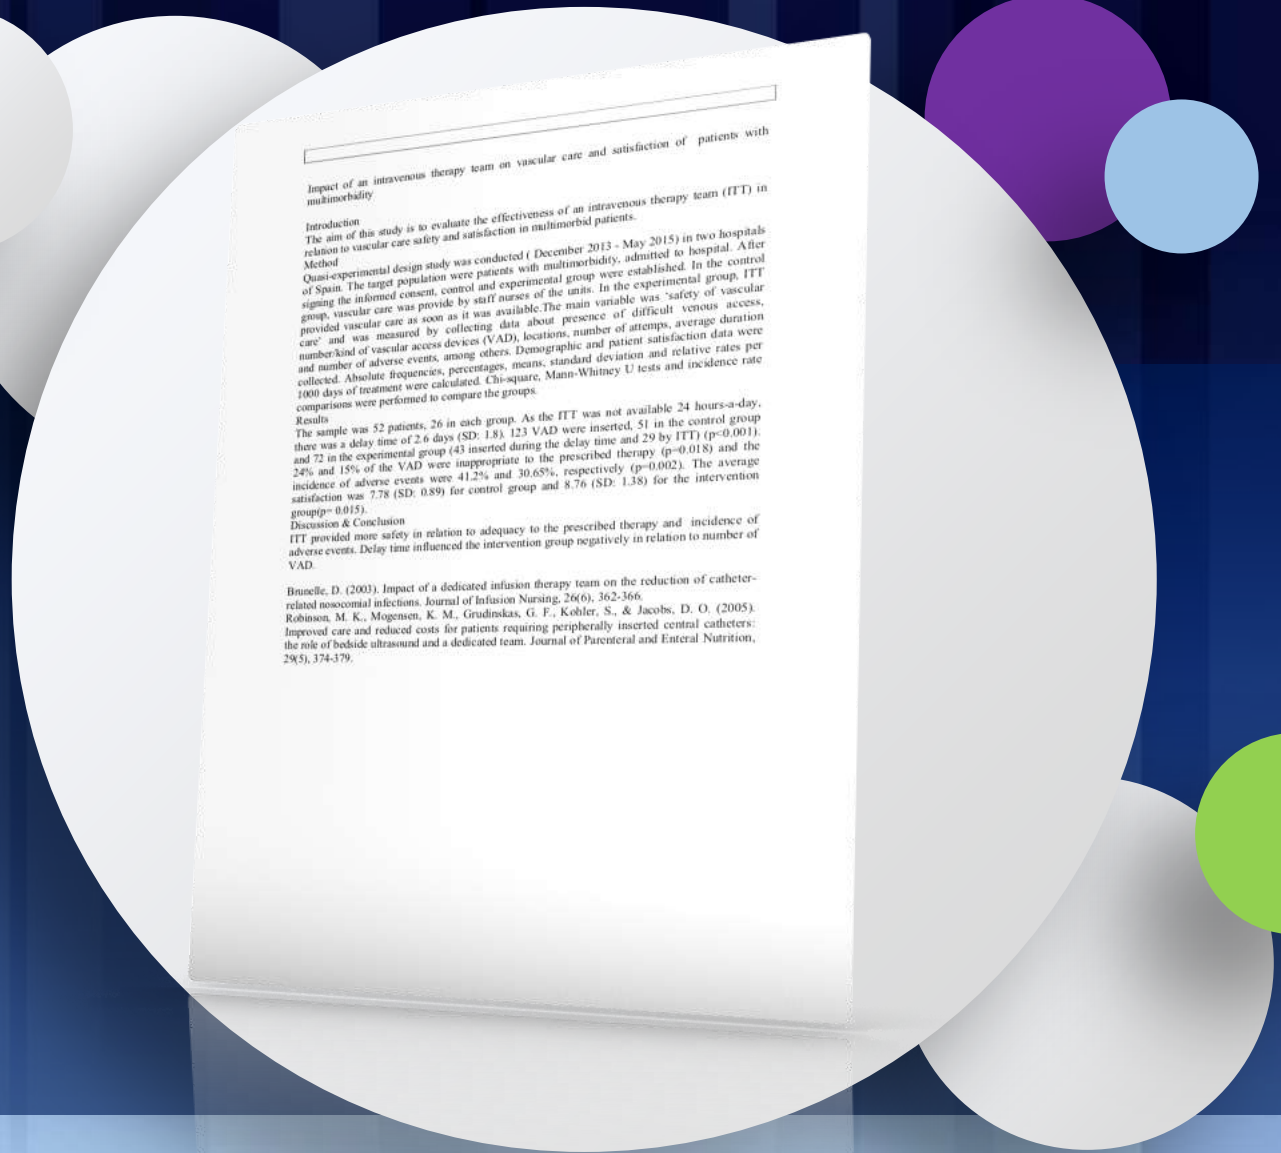 Impact of an intravenous therapy team on vascular care and satisfaction of patients with
multimorbidity
Introduction
The aim of this study is to evaluate the effectiveness of an intravenous therapy team (ITT) in
relation to vascular care safety and satisfaction in multimorbid patients.
Method
Quasi-experimental design study was conducted ( December 2013 - May 2015) in two hospitals
of Spain. The target population were patients with multimorbidity, admitted to hospital. After
signing the informed consent, control and experimental group were established. In the control
group, vascular care was provide by staff nurses of the units. In the experimental group, ITT
provided vascular care as soon as it was available.The main variable was 'safety of vascular
care' and was measured by collecting data about presence of difficult venous access,
number/kind of vascular access devices (VAD), locations, number of attemps, average duration
and number of adverse events, among others. Demographic and patient satisfaction data were
collected. Absolute frequencies, percentages, means, standard deviation and relative rates per
1000 days of treatment were calculated. Chi-square, Mann-Whitney U tests and incidence rate
comparisons were performed to compare the groups.
Results
The sample was 52 patients, 26 in each group. As the ITT was not available 24 hours-a-day,
there was a delay time of 2.6 days (SD: 1.8). 123 VAD were inserted, 51 in the control group
and 72 in the experimental group (43 inserted during the delay time and 29 by ITT) (p<0.001).
24% and 15% of the VAD were inappropriate to the prescribed therapy (p=0.018) and the
incidence of adverse events were 41.2% and 30.65%, respectively (p=0.002). The average
satisfaction was 7.78 (SD: 0.89) for control group and 8.76 (SD: 1.38) for the intervention
group(p= 0.015).
Discussion & Conclusion
ITT provided more safety in relation to adequacy to the prescribed therapy and incidence of
adverse events. Delay time influenced the intervention group negatively in relation to number of
VAD.
Brunelle, D. (2003). Impact of a dedicated infusion therapy team on the reduction of catheter-
related nosocomial infections. Journal of Infusion Nursing, 26(6), 362-366.
Robinson, M. K., Mogensen, K. M., Grudinskas, G. F., Kohler, S., & Jacobs, D. O. (2005).
Improved care and reduced costs for patients requiring peripherally inserted central catheters:
the role of bedside ultrasound and a dedicated team. Journal of Parenteral and Enteral Nutrition,
29(5), 374-379.